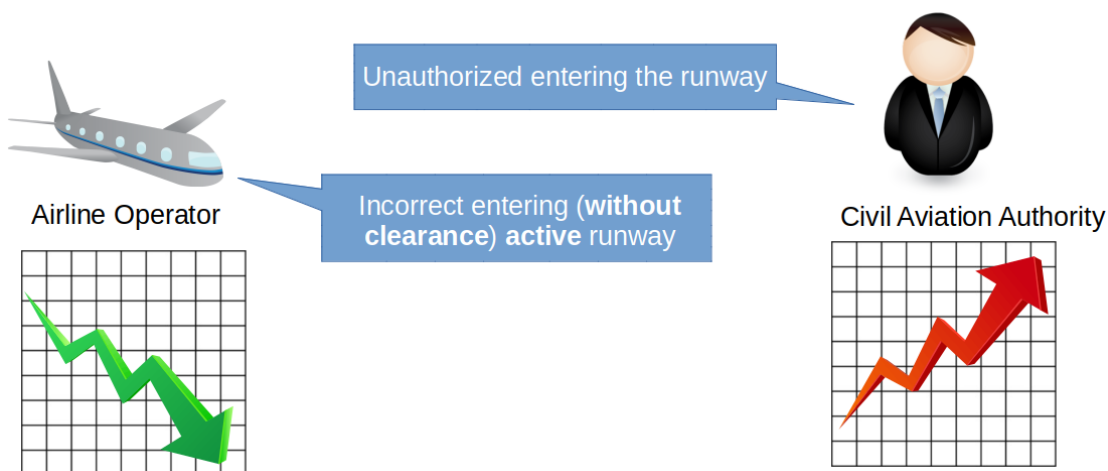 Unauthorized entering the runway
Airline Operator
Incorrect entering (without
clearance) active runway
Civil Aviation Authority